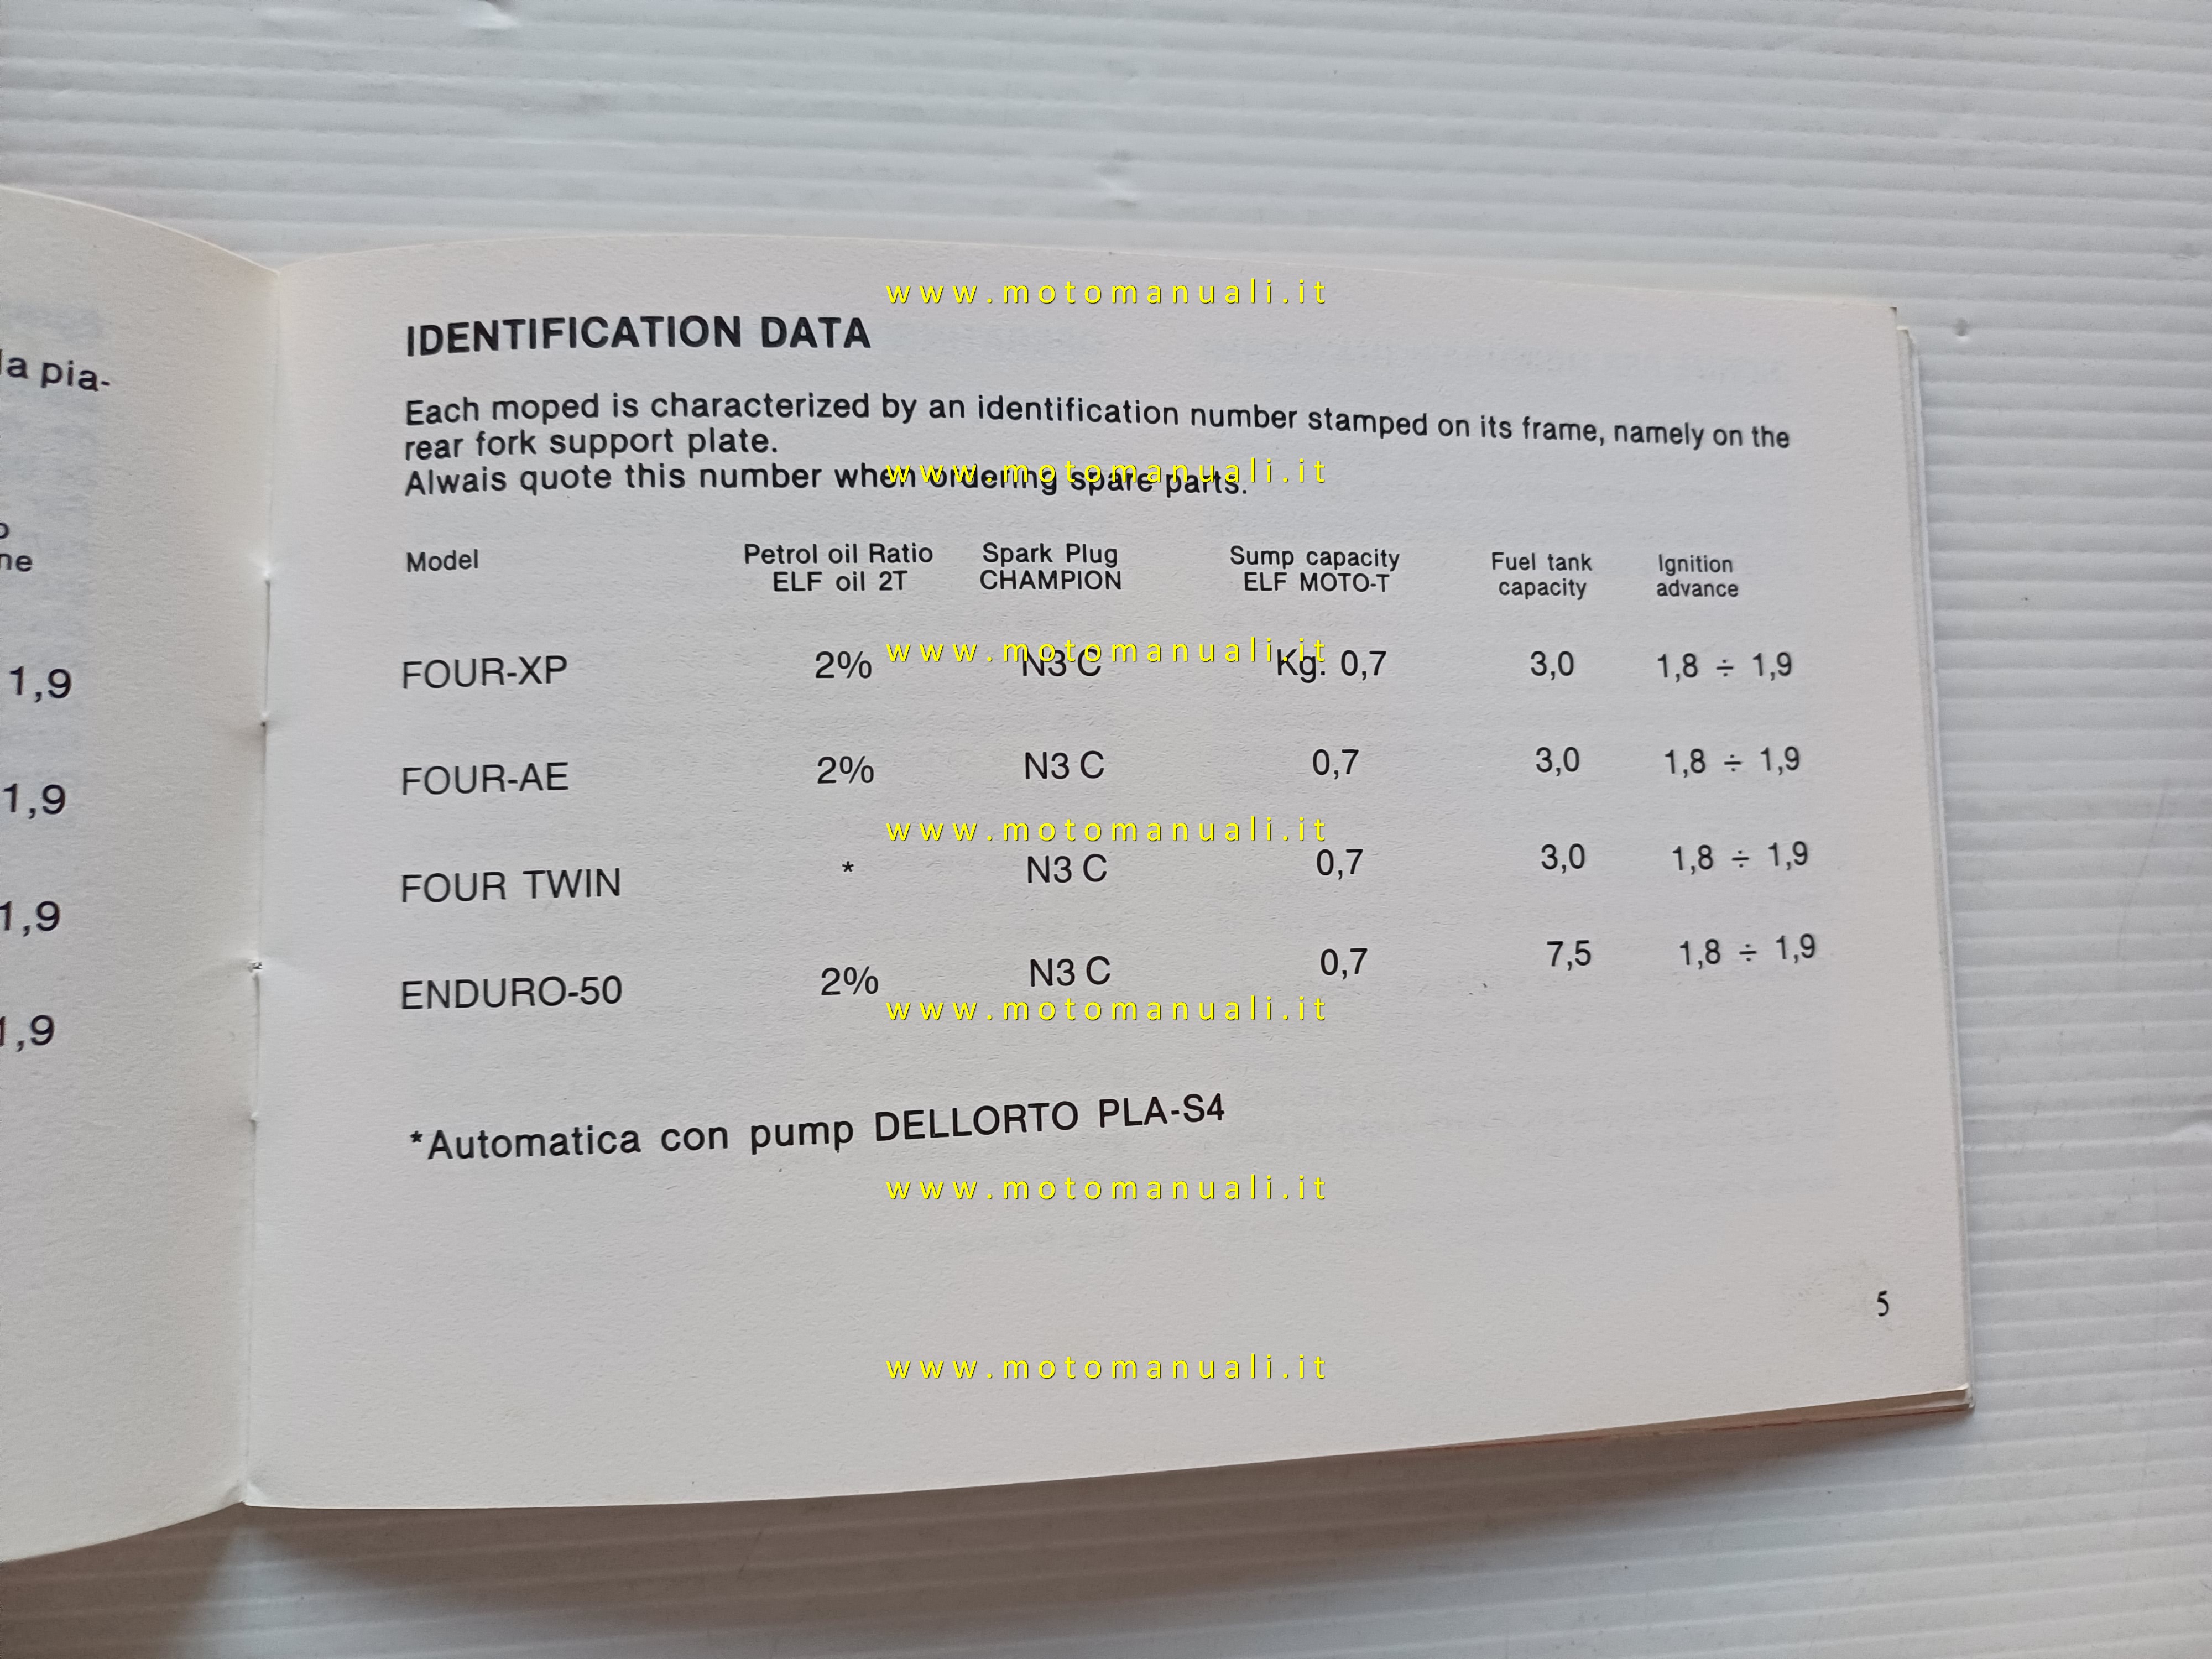 la pia-
ne
1,9
1,9
1,9
1,9
www.motomanuali.it
IDENTIFICATION DATA
Each moped is characterized by an identification number stamped on its frame, namely on the
rear fork support plate.
Alwais quote this number when ordering spare parts.
www.motomanuali.it
Model Petrol oil Ratio ELF oil 2T Spark Plug CHAMPION Sump capacity ELF MOTO-T Fuel tank capacity Ignition advance
www.motomanuali.it
FOUR-XP 2% N3 C Kg. 0,7 3,0 1,8 ÷ 1,9
FOUR-AE 2% N3 C 0,7 3,0 1,8 ÷ 1,9
www.motomanuali.it
FOUR TWIN * N3 C 0,7 3,0 1,8 ÷ 1,9
ENDURO-50 2% N3 C 0,7 7,5 1,8 ÷ 1,9
www.motomanuali.it
*Automatica con pump DELLORTO PLA-S4
www.motomanuali.it
5
www.motomanuali.it